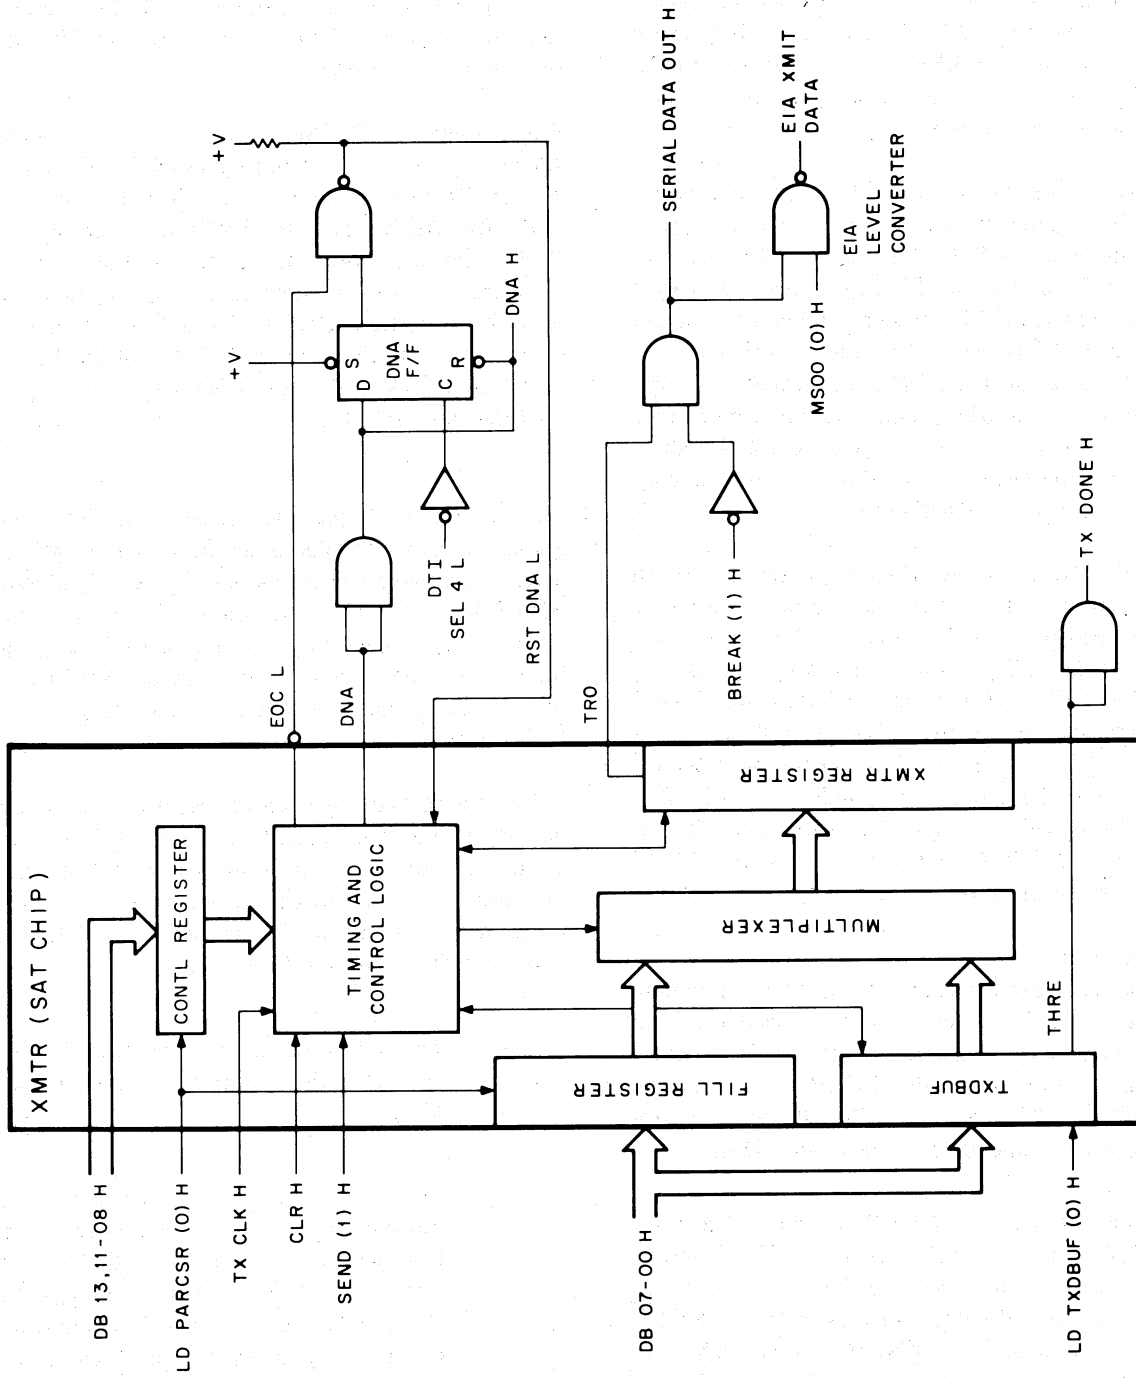 XMTR (SAT CHIP)
DB 13,11-08 H
LD PARCSR (0) H
TX CLK H
CLR H
SEND (1) H
DB 07-00 H
LD TXDBUF (0) H
CONTL REGISTER
TIMING AND
CONTROL LOGIC
FILL REGISTER
TXDBUF
MULTIPLEXER
XMTR REGISTER
THRE
EOC L
DNA
RST DNA L
TRO
DTI
SEL 4 L
+V
S
D
DNA
F/F
C
R
DNA H
+V
BREAK (1) H
SERIAL DATA OUT H
MSOO (0) H
EIA
LEVEL
CONVERTER
EIA XMIT
DATA
TX DONE H